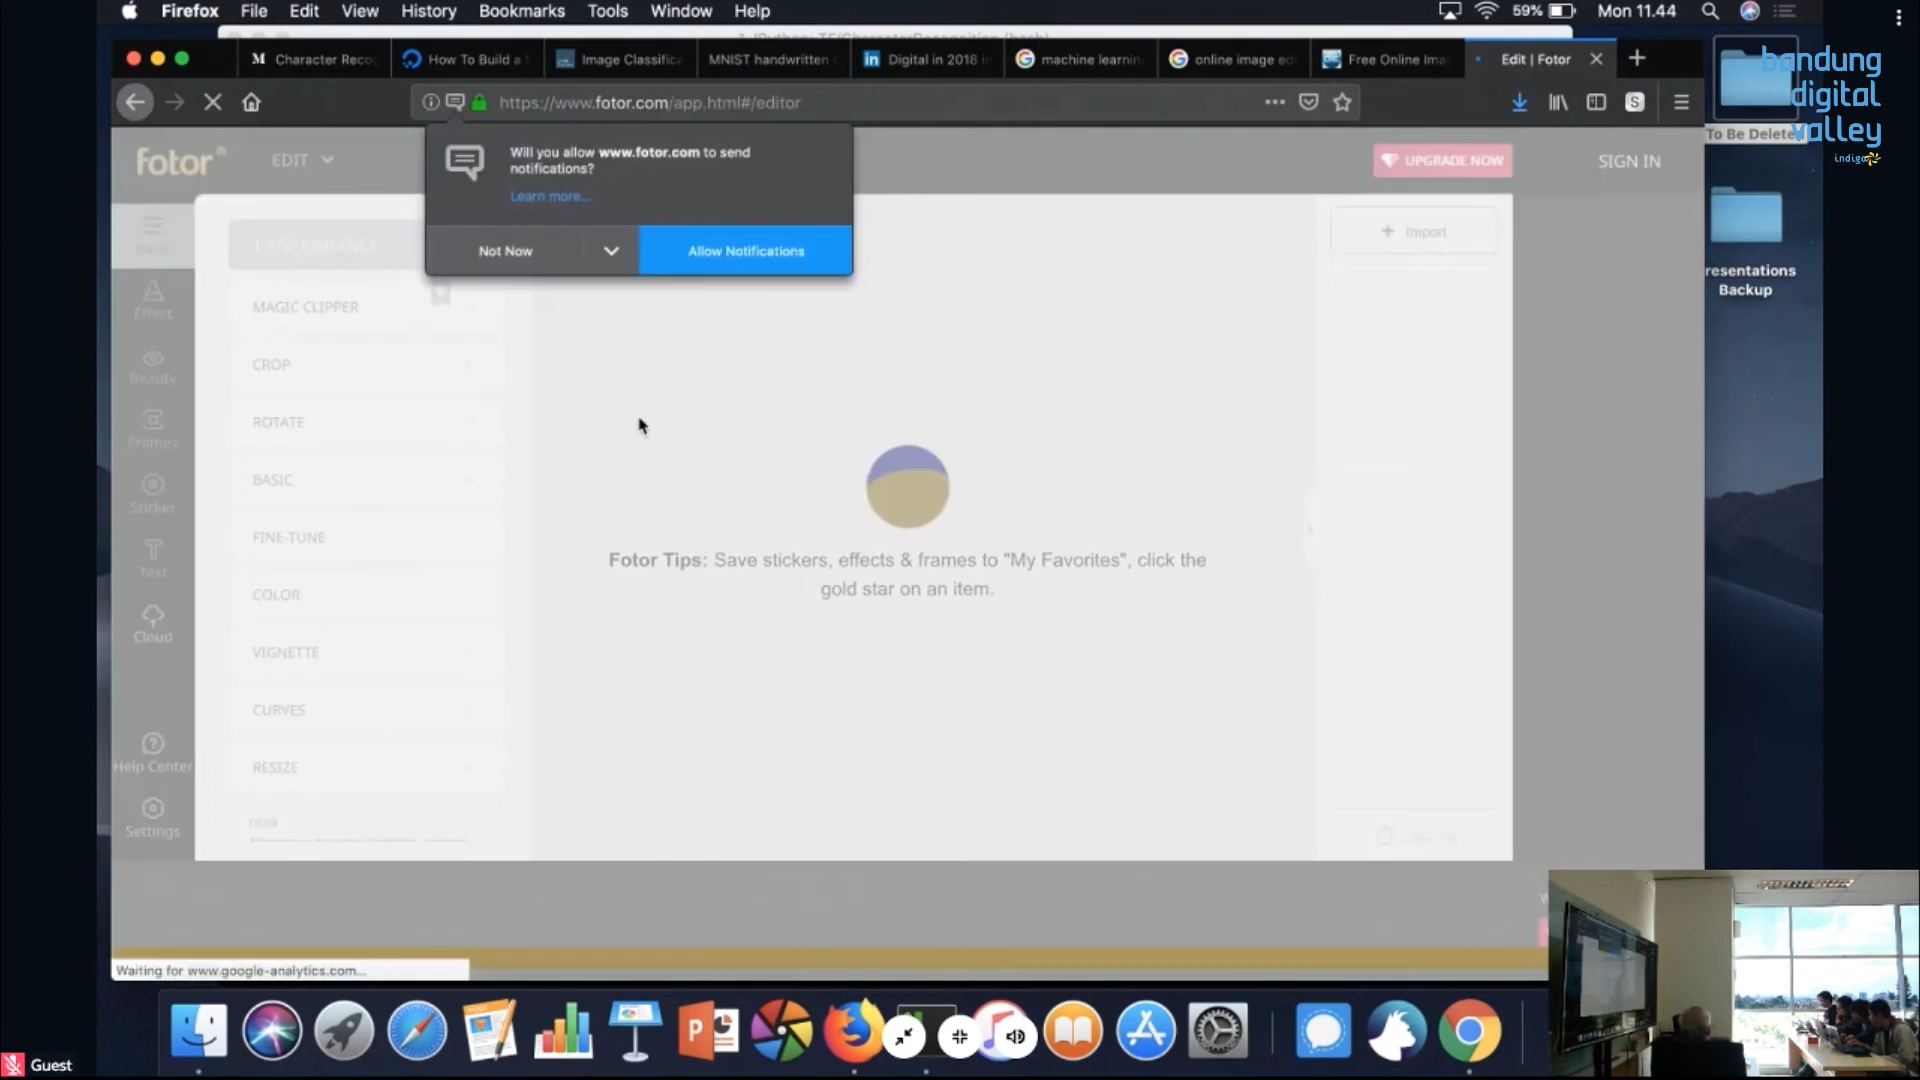 Firefox File Edit View History Bookmarks Tools Window Help
59% Mon 11.44
Character Reco
How To Build a
Image Classifica
MNIST handwritten
Digital in 2018 i
machine learnin
online image ed
Free Online Ima
Edit | Fotor
https://www.fotor.com/app.html#/editor
bandung
digital
valley
indigo
To Be Delete
fotor
EDIT
Will you allow www.fotor.com to send
notifications?
Learn more...
Not Now
Allow Notifications
UPGRADE NOW
SIGN IN
Import
resentations
Backup
Basic
Effect
Beauty
Frames
Sticker
Text
Cloud
Help Center
Settings
MAGIC CLIPPER
CROP
ROTATE
BASIC
FINE-TUNE
COLOR
VIGNETTE
CURVES
RESIZE
Fotor Tips: Save stickers, effects & frames to "My Favorites", click the
gold star on an item.
Waiting for www.google-analytics.com...
Guest